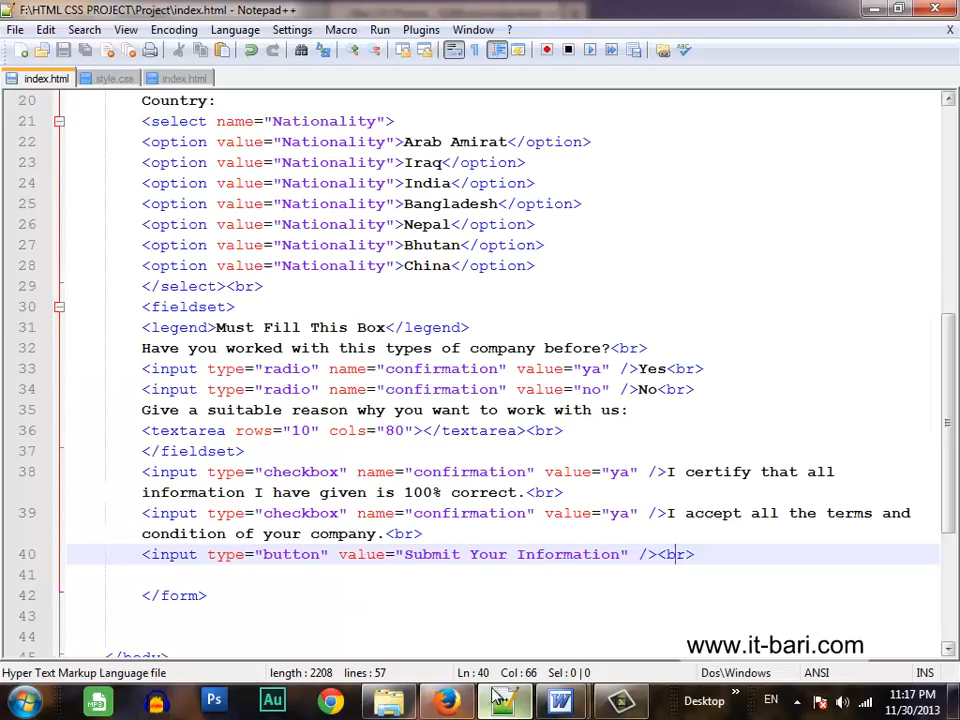 F:\HTML CSS PROJECT\Project\index.html - Notepad++
File Edit Search View Encoding Language Settings Macro Run Plugins Window ? X
index.html style.css index.html
20 Country:
21 <select name="Nationality">
22 <option value="Nationality">Arab Amirat</option>
23 <option value="Nationality">Iraq</option>
24 <option value="Nationality">India</option>
25 <option value="Nationality">Bangladesh</option>
26 <option value="Nationality">Nepal</option>
27 <option value="Nationality">Bhutan</option>
28 <option value="Nationality">China</option>
29 </select><br>
30 <fieldset>
31 <legend>Must Fill This Box</legend>
32 Have you worked with this types of company before?<br>
33 <input type="radio" name="confirmation" value="ya" />Yes<br>
34 <input type="radio" name="confirmation" value="no" />No<br>
35 Give a suitable reason why you want to work with us:
36 <textarea rows="10" cols="80"></textarea><br>
37 </fieldset>
38 <input type="checkbox" name="confirmation" value="ya" />I certify that all
information I have given is 100% correct.<br>
39 <input type="checkbox" name="confirmation" value="ya" />I accept all the terms and
condition of your company.<br>
40 <input type="button" value="Submit Your Information" /><br>
41
42 </form>
43
44
45 </body>
www.it-bari.com
Hyper Text Markup Language file length : 2208 lines : 57 Ln : 40 Col : 66 Sel : 0 | 0 Dos\Windows ANSI INS
MP3 Ps Au Desktop » EN 11:17 PM
11/30/2013